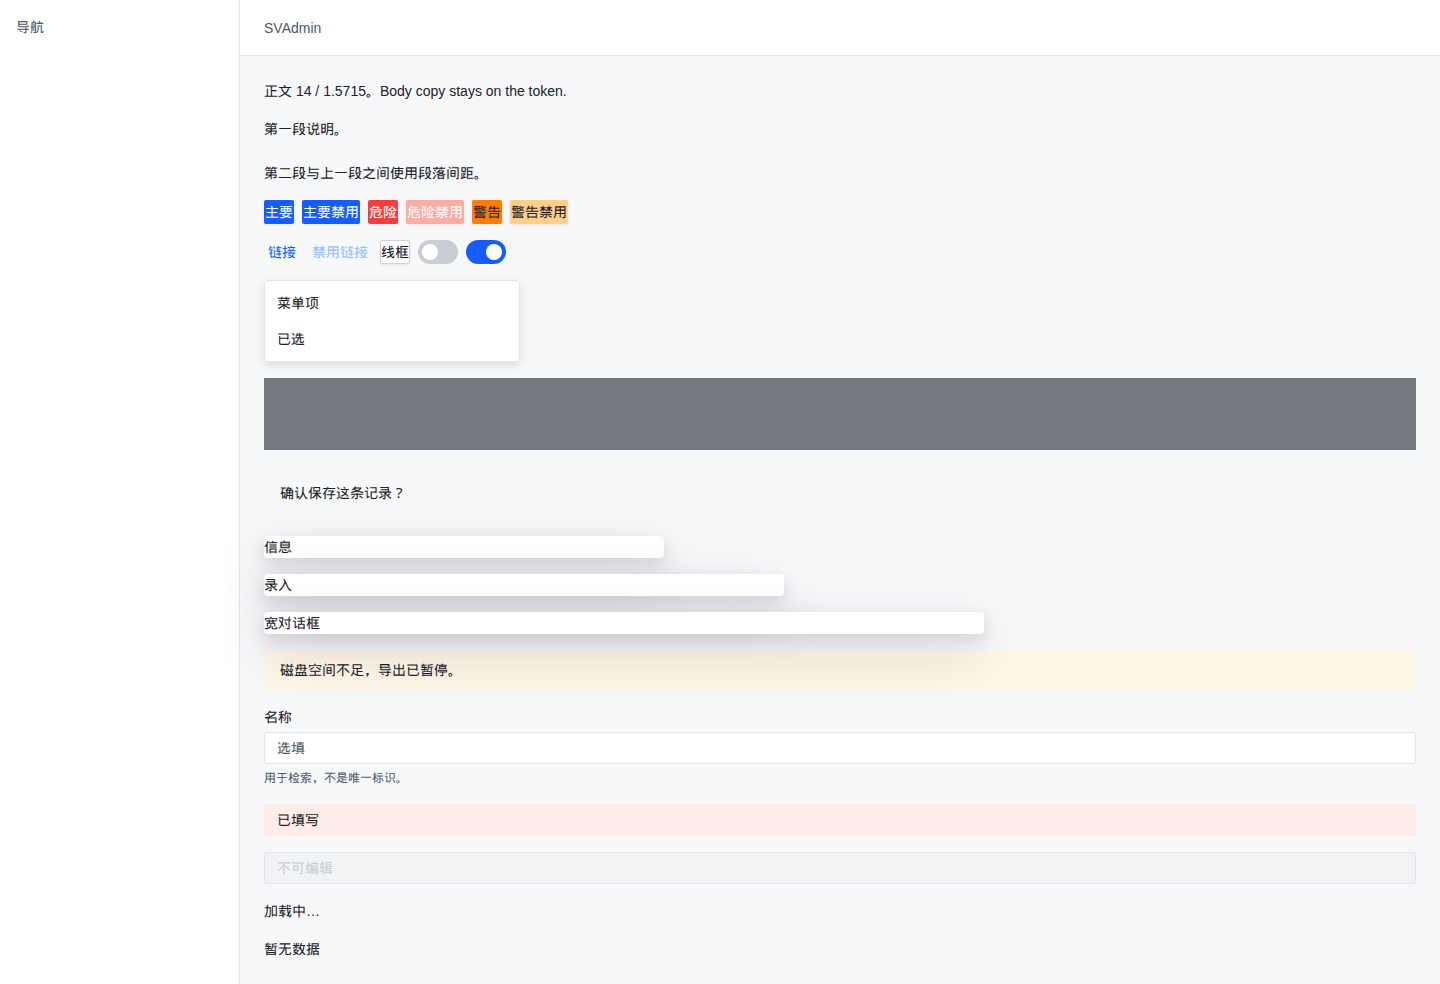 导航
SVAdmin
正文 14 / 1.5715。Body copy stays on the token.
第一段说明。
第二段与上一段之间使用段落间距。
主要 主要禁用 危险 危险禁用 警告 警告禁用
链接 禁用链接 线框
菜单项
已选
确认保存这条记录？
信息
录入
宽对话框
磁盘空间不足，导出已暂停。
名称
选填
用于检索，不是唯一标识。
已填写
不可编辑
加载中…
暂无数据